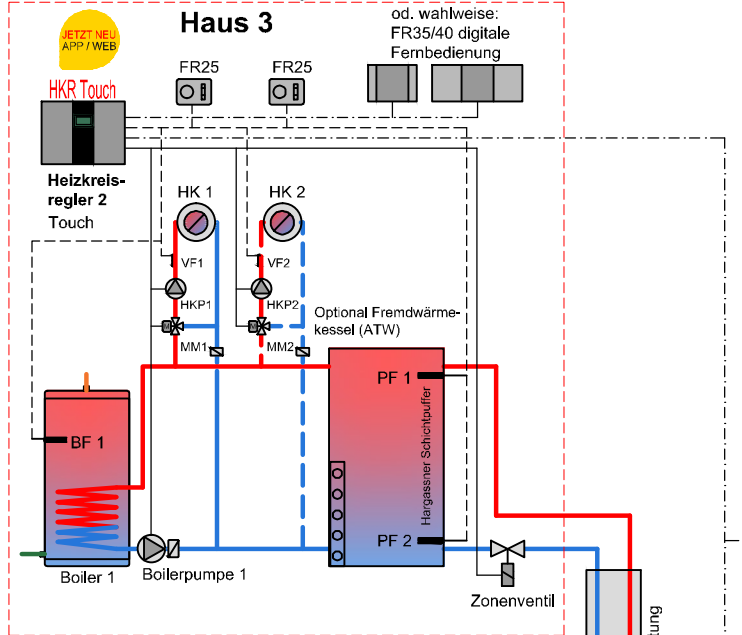 Haus 3
JETZT NEU
APP / WEB
HKR Touch
FR25
FR25
od. wahlweise:
FR35/40 digitale
Fernbedienung
Heizkreis-
regler 2
Touch
HK 1
HK 2
VF1
VF2
HKP1
HKP2
M
M
MM1
MM2
Optional Fremdwärme-
kessel (ATW)
PF 1
Hargassner Schichtpuffer
PF 2
BF 1
Boiler 1
Boilerpumpe 1
Zonenventil
tung